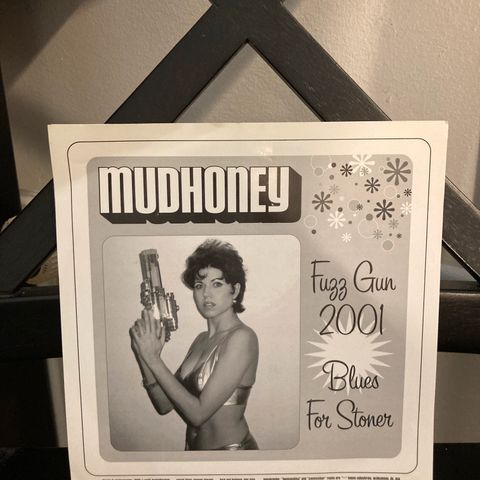 MUDHONEY
Fuzz Gun
2001
Blues
For Stoner